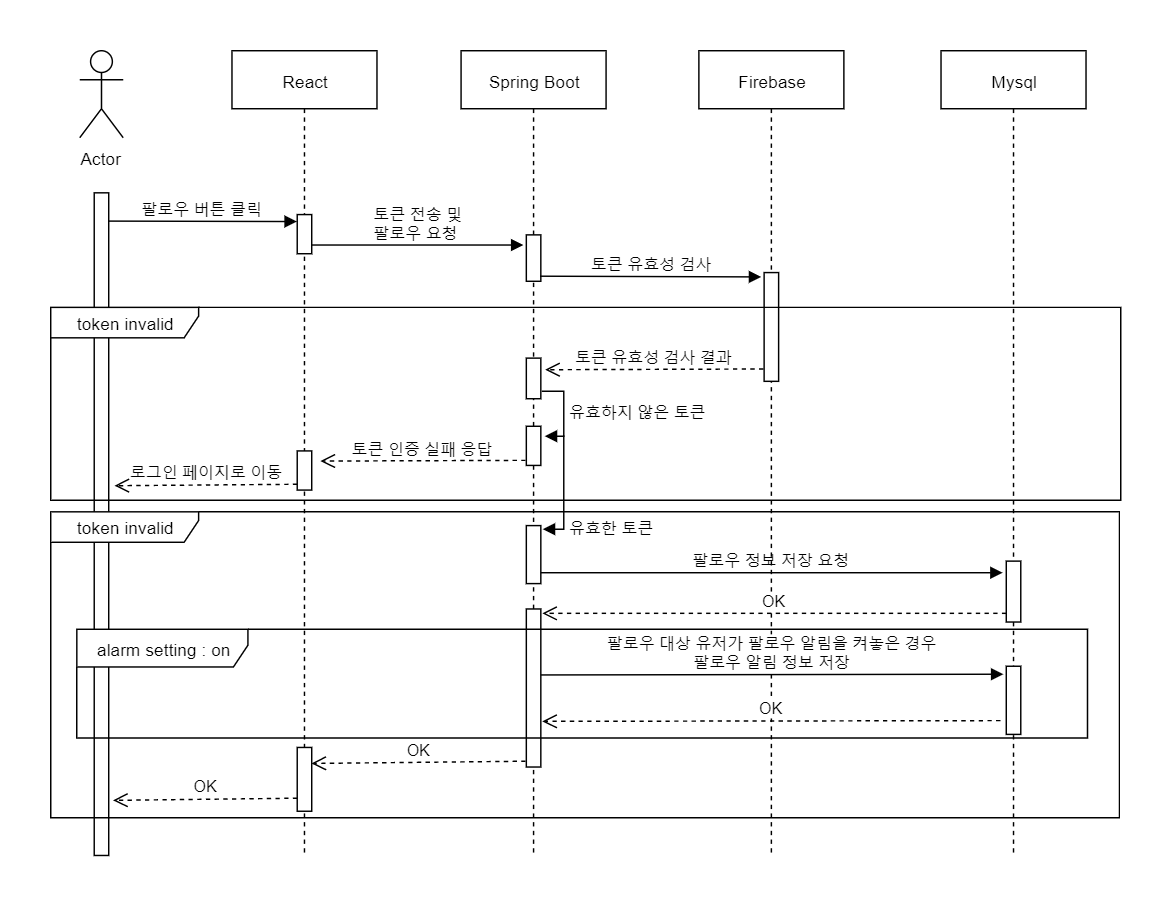 React
Spring Boot
Firebase
Mysql
Actor
팔로우 버튼 클릭
토큰 전송 및
팔로우 요청
토큰 유효성 검사
token invalid
토큰 유효성 검사 결과
유효하지 않은 토큰
토큰 인증 실패 응답
로그인 페이지로 이동
token invalid
유효한 토큰
팔로우 정보 저장 요청
OK
alarm setting : on
팔로우 대상 유저가 팔로우 알림을 켜놓은 경우
팔로우 알림 정보 저장
OK
OK
OK